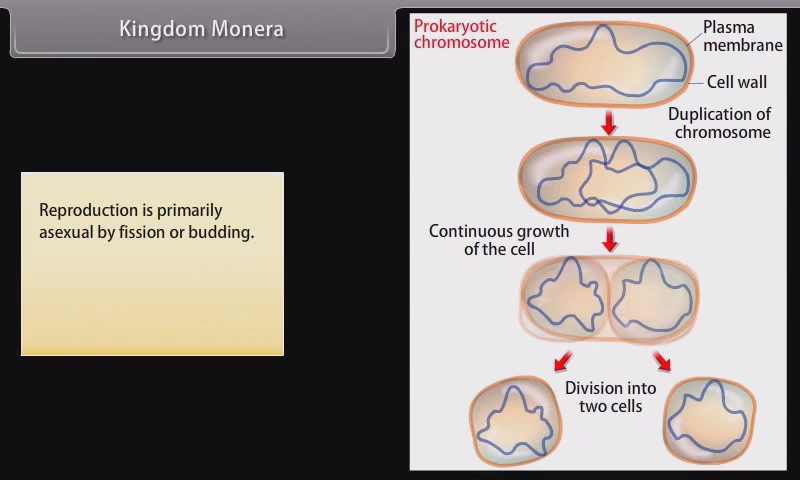 Kingdom Monera
Reproduction is primarily
asexual by fission or budding.
Prokaryotic
chromosome
Plasma
membrane
Cell wall
Duplication of
chromosome
Continuous growth
of the cell
Division into
two cells